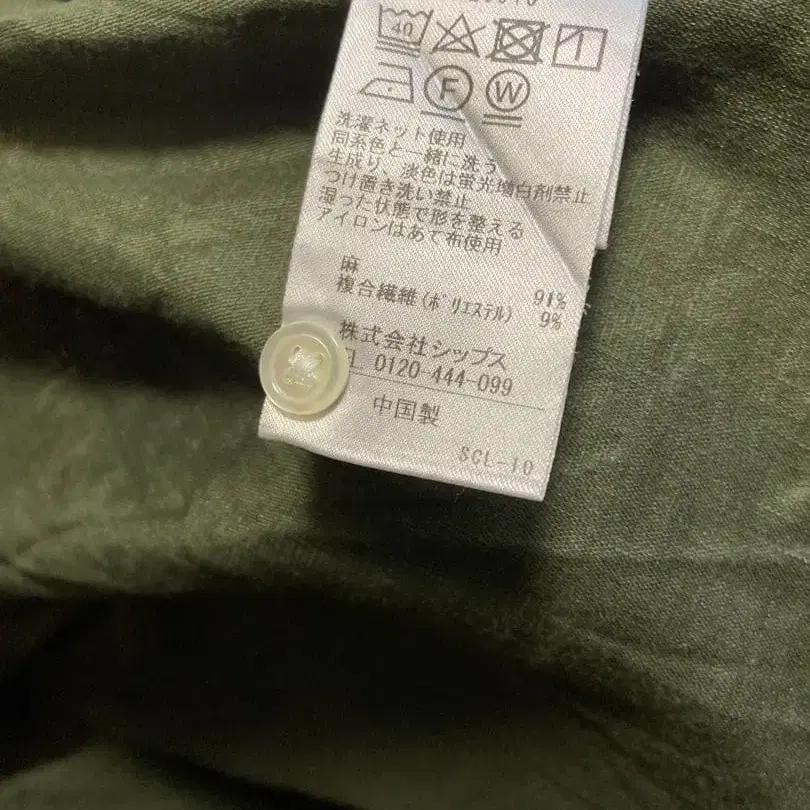 40
F W
洗濯ネット使用
同系色と一緒に洗う
生成り、淡色は蛍光増白剤禁止
つけ置き洗い禁止
湿った状態で形を整える
アイロンはあて布使用
麻 91%
複合繊維(ポリエステル) 9%
株式会社シップス
TEL 0120-444-099
中国製
SCL-10